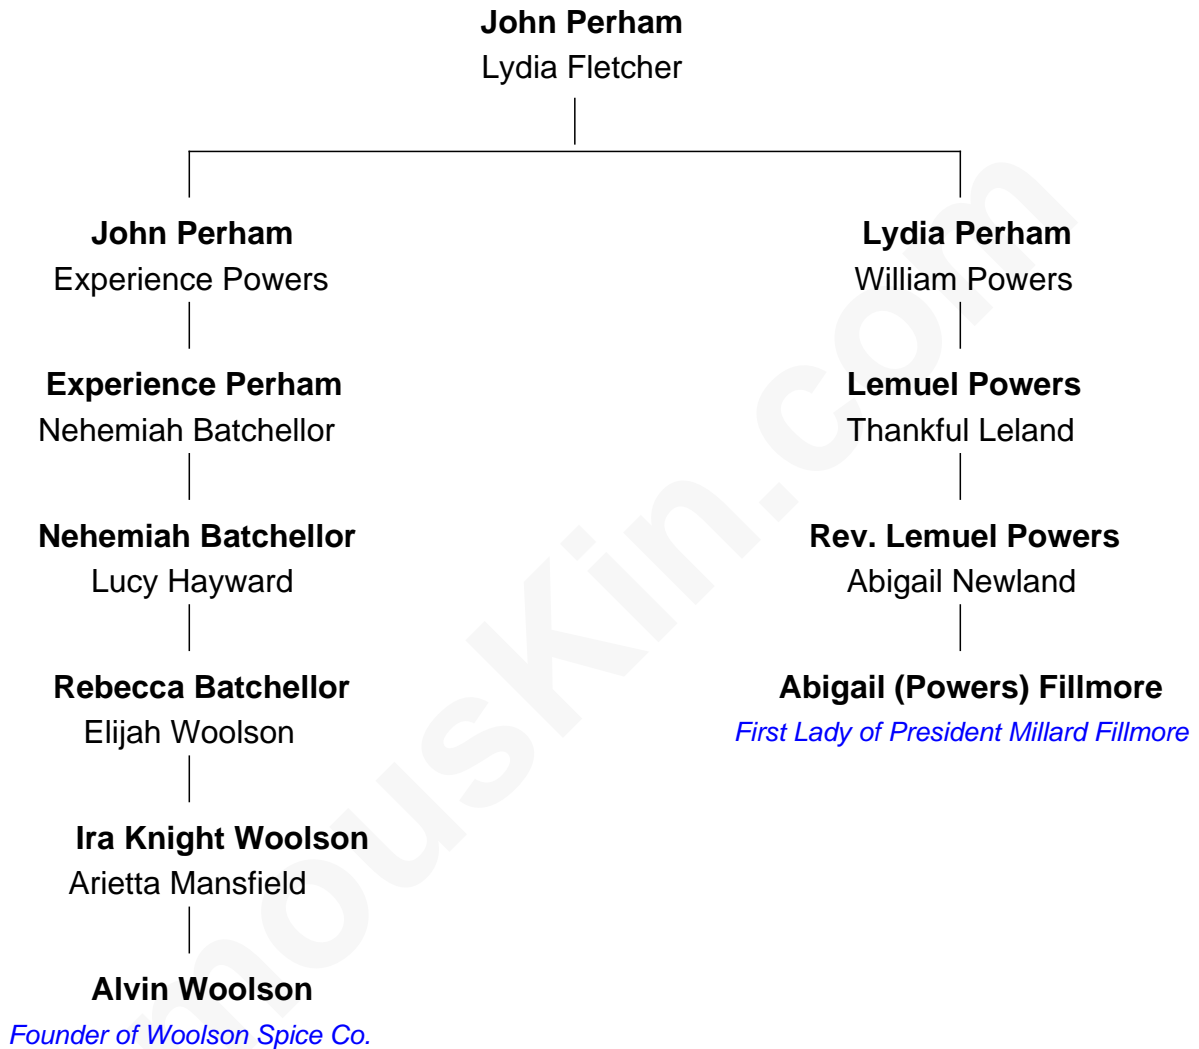 John Perham
Lydia Fletcher
John Perham
Experience Powers
Lydia Perham
William Powers
Experience Perham
Nehemiah Batchellor
Lemuel Powers
Thankful Leland
Nehemiah Batchellor
Lucy Hayward
Rev. Lemuel Powers
Abigail Newland
Rebecca Batchellor
Elijah Woolson
Abigail (Powers) Fillmore
First Lady of President Millard Fillmore
Ira Knight Woolson
Arietta Mansfield
Alvin Woolson
Founder of Woolson Spice Co.
mousKin.com